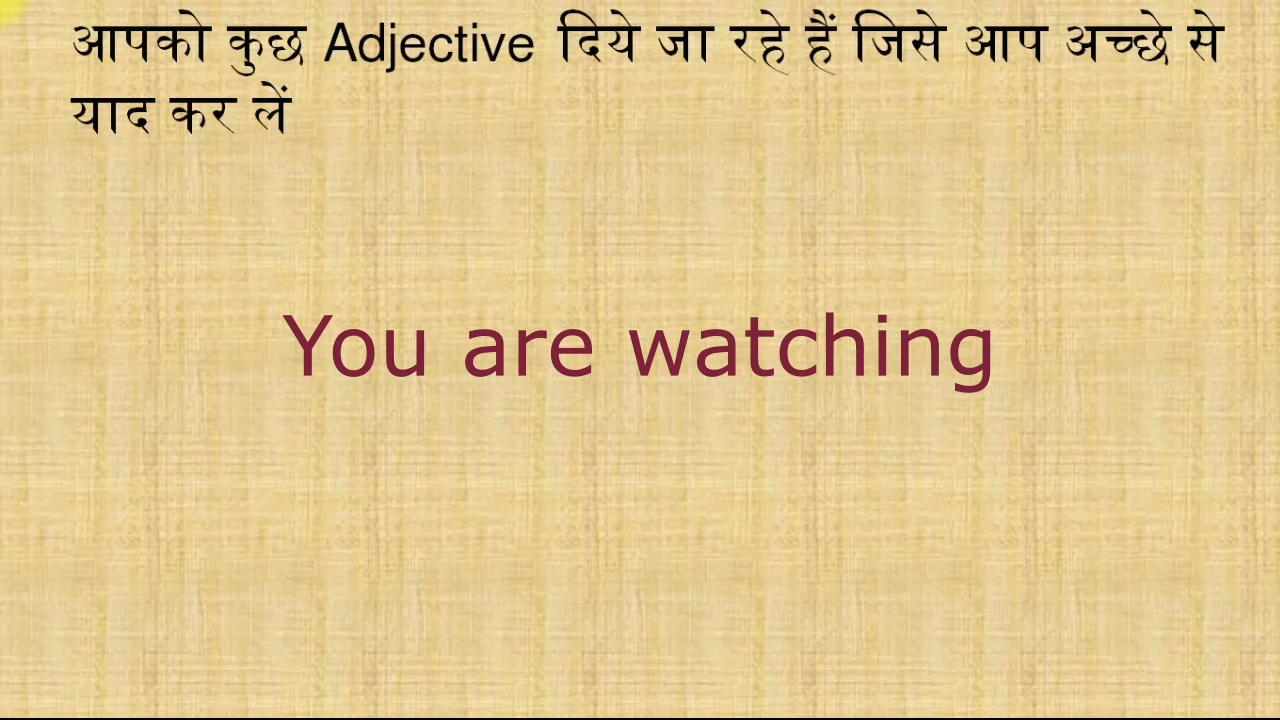 आपको कुछ Adjective दिये जा रहे हैं जिसे आप अच्छे से
याद कर लें
You are watching